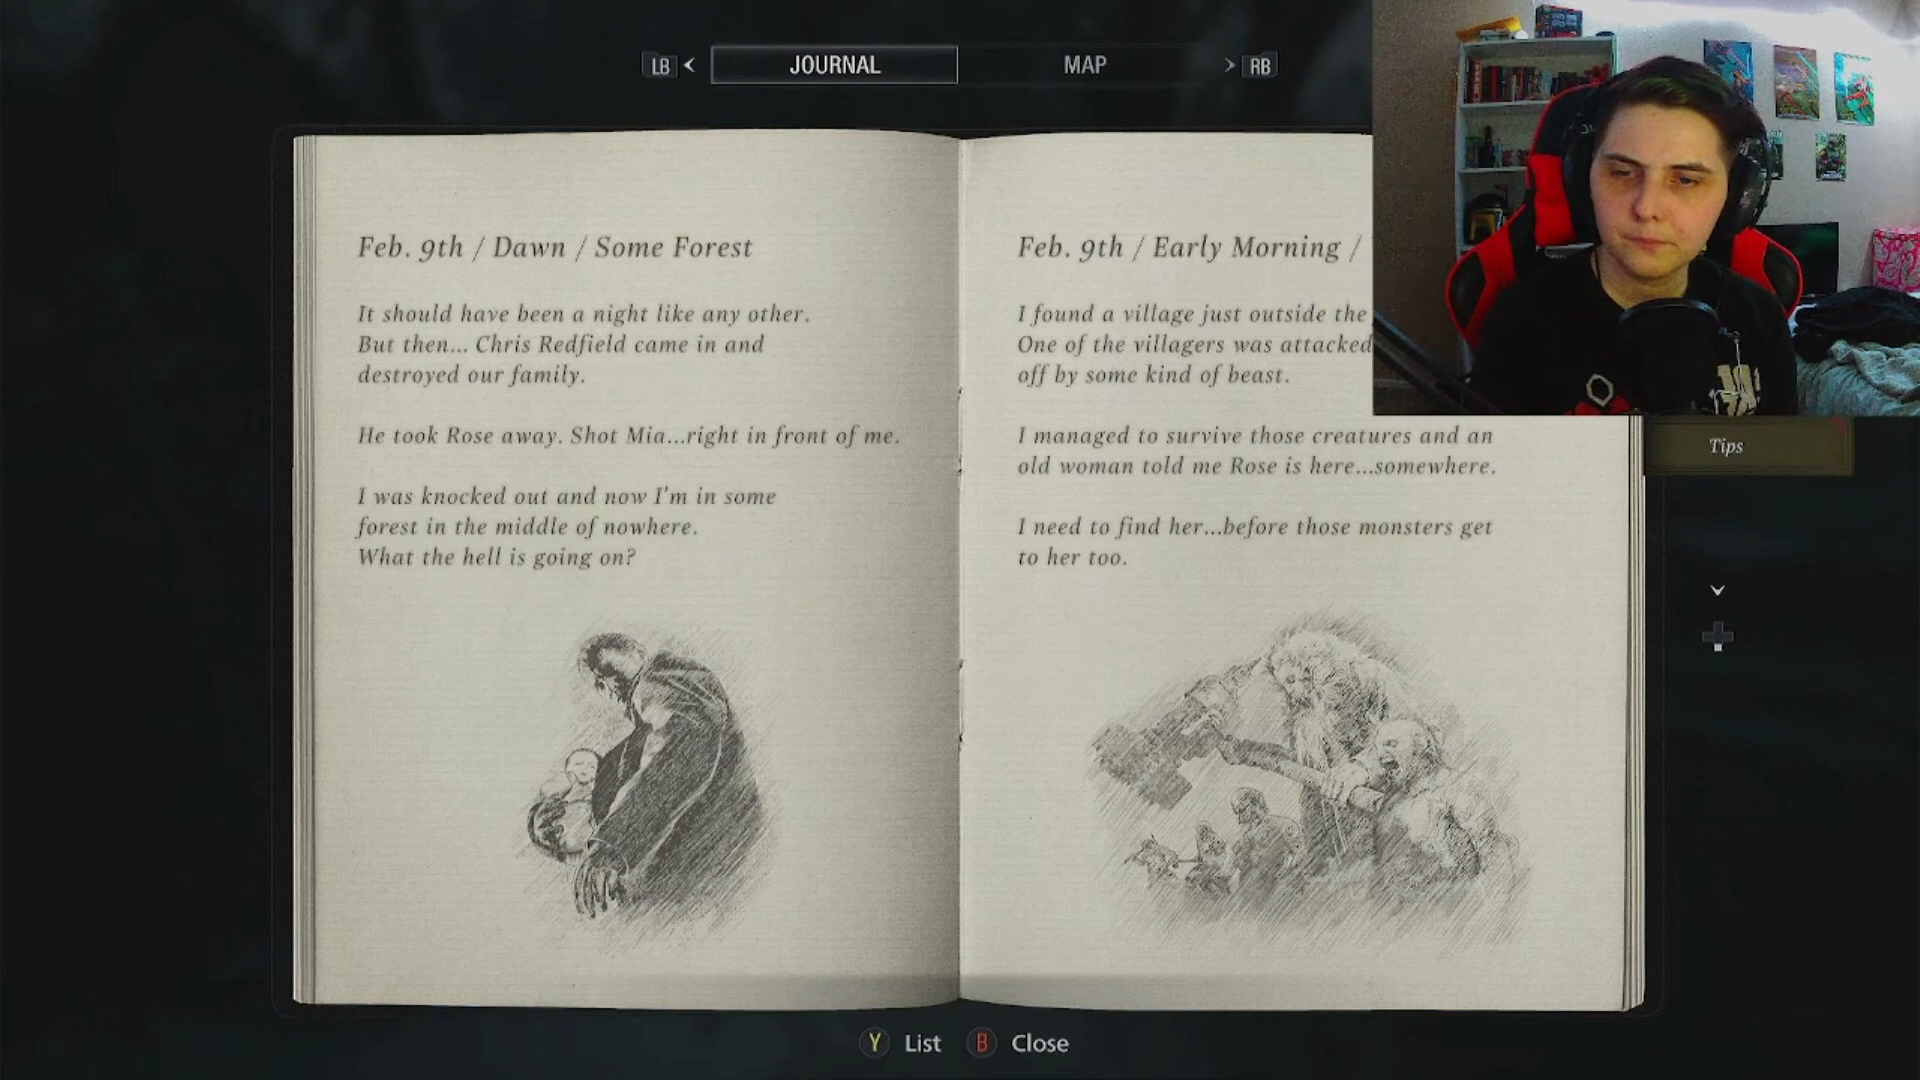 LB
JOURNAL
MAP
RB
Feb. 9th / Dawn / Some Forest
It should have been a night like any other.
But then... Chris Redfield came in and
destroyed our family.
He took Rose away. Shot Mia...right in front of me.
I was knocked out and now I'm in some
forest in the middle of nowhere.
What the hell is going on?
Feb. 9th / Early Morning /
I found a village just outside the
One of the villagers was attacked
off by some kind of beast.
I managed to survive those creatures and an
old woman told me Rose is here...somewhere.
I need to find her...before those monsters get
to her too.
Tips
Y List B Close